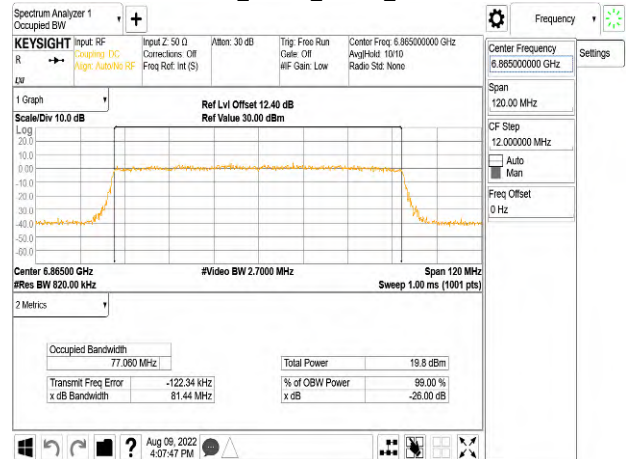 Spectrum Analyzer 1
Occupied BW
+
Frequency
KEYSIGHT
R
LXI
Input: RF
Coupling: DC
Align: Auto/No RF
Input Z: 50 Ω
Corrections: Off
Freq Ref: Int (S)
Atten: 30 dB
Trig: Free Run
Gate: Off
#IF Gain: Low
Center Freq: 6.865000000 GHz
Avg|Hold: 10/10
Radio Std: None
Center Frequency
6.865000000 GHz
Settings
Span
120.00 MHz
CF Step
12.000000 MHz
Auto
Man
Freq Offset
0 Hz
1 Graph
Scale/Div 10.0 dB
Ref Lvl Offset 12.40 dB
Ref Value 30.00 dBm
Log
20.0
10.0
0.00
-10.0
-20.0
-30.0
-40.0
-50.0
-60.0
Center 6.86500 GHz
#Video BW 2.7000 MHz
Span 120 MHz
#Res BW 820.00 kHz
Sweep 1.00 ms (1001 pts)
2 Metrics
Occupied Bandwidth
77.060 MHz
Total Power 19.8 dBm
Transmit Freq Error -122.34 kHz
% of OBW Power 99.00 %
x dB Bandwidth 81.44 MHz
x dB -26.00 dB
?
Aug 09, 2022
4:07:47 PM